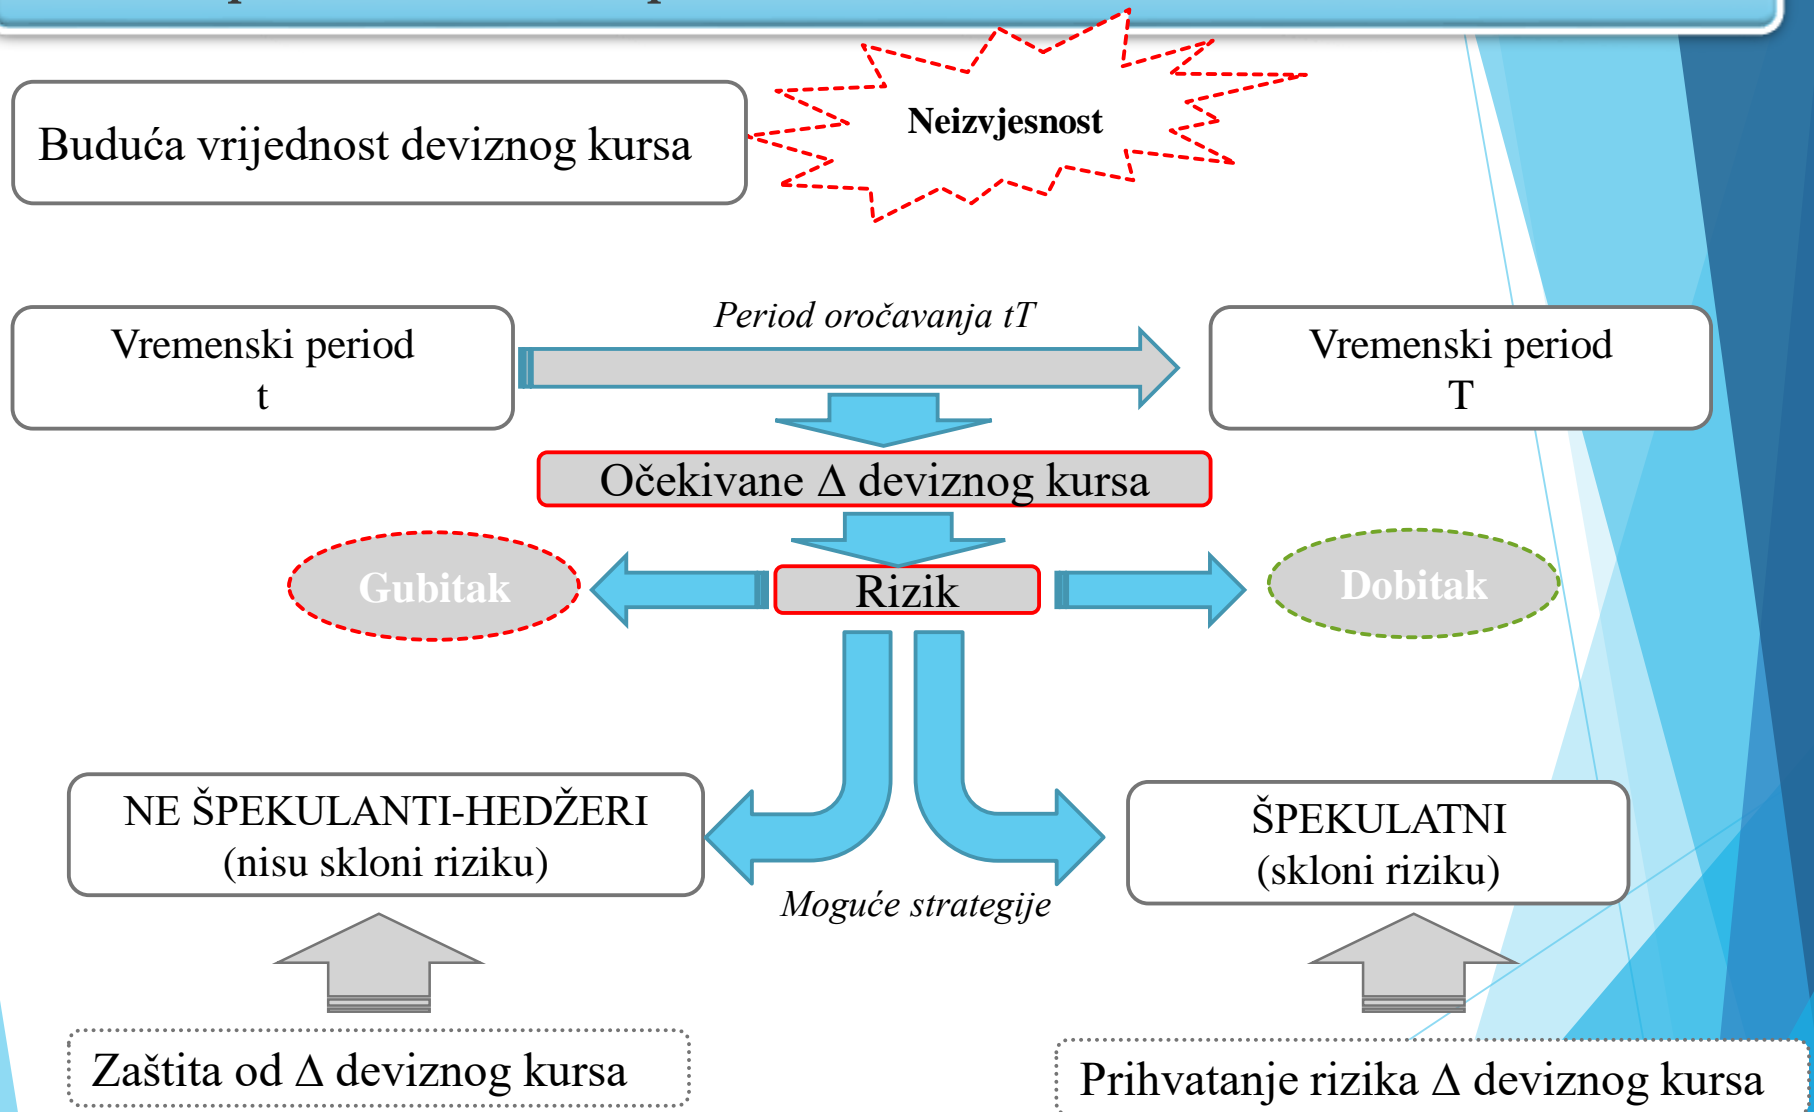 Buduća vrijednost deviznog kursa
Neizvjesnost
Period oročavanja tT
Vremenski period
t
Vremenski period
T
Očekivane Δ deviznog kursa
Gubitak
Rizik
Dobitak
NE ŠPEKULANTI-HEDŽERI
(nisu skloni riziku)
ŠPEKULATNI
(skloni riziku)
Moguće strategije
Zaštita od Δ deviznog kursa
Prihvatanje rizika Δ deviznog kursa